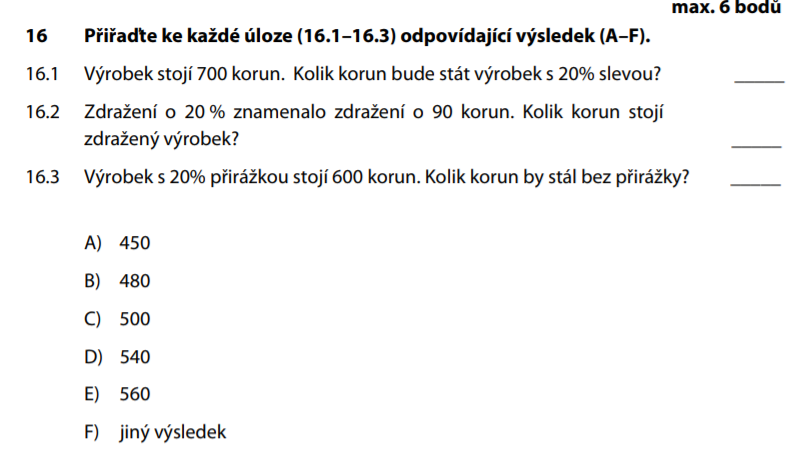 max. 6 bodů
16 Přiřaďte ke každé úloze (16.1–16.3) odpovídající výsledek (A–F).
16.1 Výrobek stojí 700 korun. Kolik korun bude stát výrobek s 20% slevou? _____
16.2 Zdražení o 20 % znamenalo zdražení o 90 korun. Kolik korun stojí
zdražený výrobek? _____
16.3 Výrobek s 20% přirážkou stojí 600 korun. Kolik korun by stál bez přirážky? _____
A) 450
B) 480
C) 500
D) 540
E) 560
F) jiný výsledek